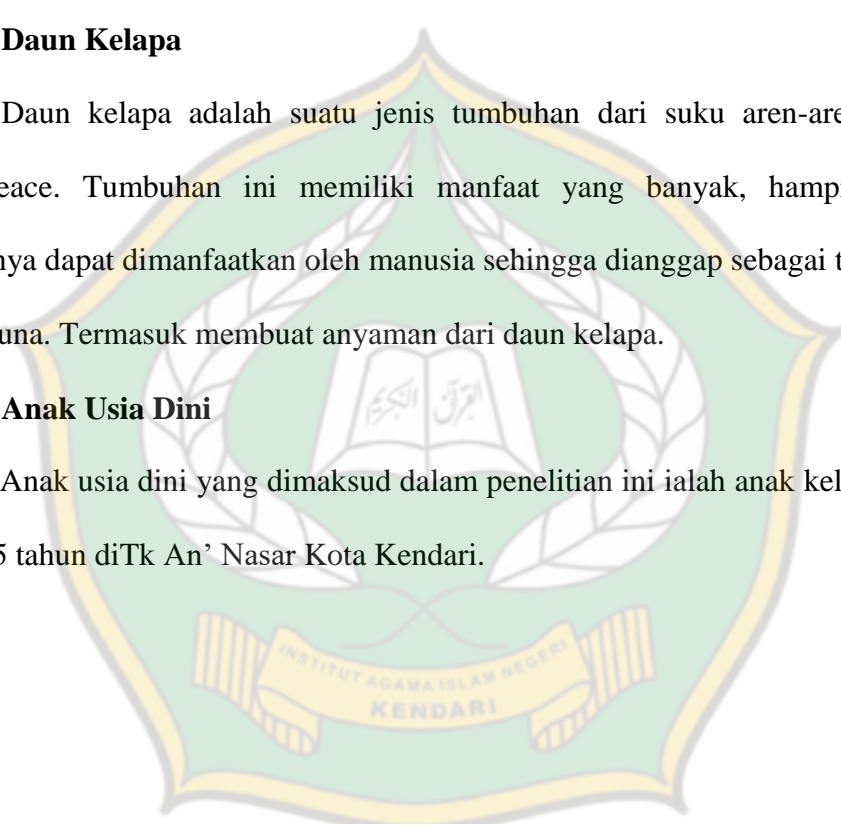 Daun Kelapa
Daun kelapa adalah suatu jenis tumbuhan dari suku aren-are
eace. Tumbuhan ini memiliki manfaat yang banyak, hamp
nya dapat dimanfaatkan oleh manusia sehingga dianggap sebagai t
una. Termasuk membuat anyaman dari daun kelapa.
Anak Usia Dini
Anak usia dini yang dimaksud dalam penelitian ini ialah anak kel
5 tahun diTk An’ Nasar Kota Kendari.
القرآن الكريم
INSTITUT AGAMA ISLAM NEGERI
KENDARI